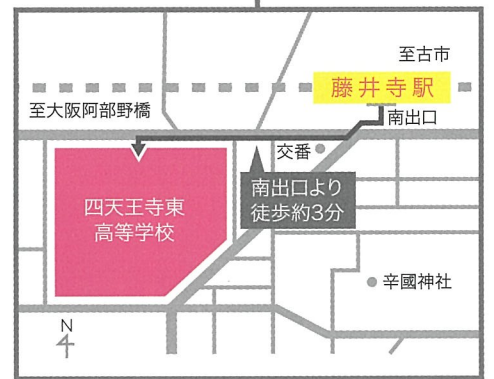 至古市
藤井寺駅
至大阪阿部野橋
南出口
交番
南出口より
徒歩約3分
四天王寺東
高等学校
辛國神社
N